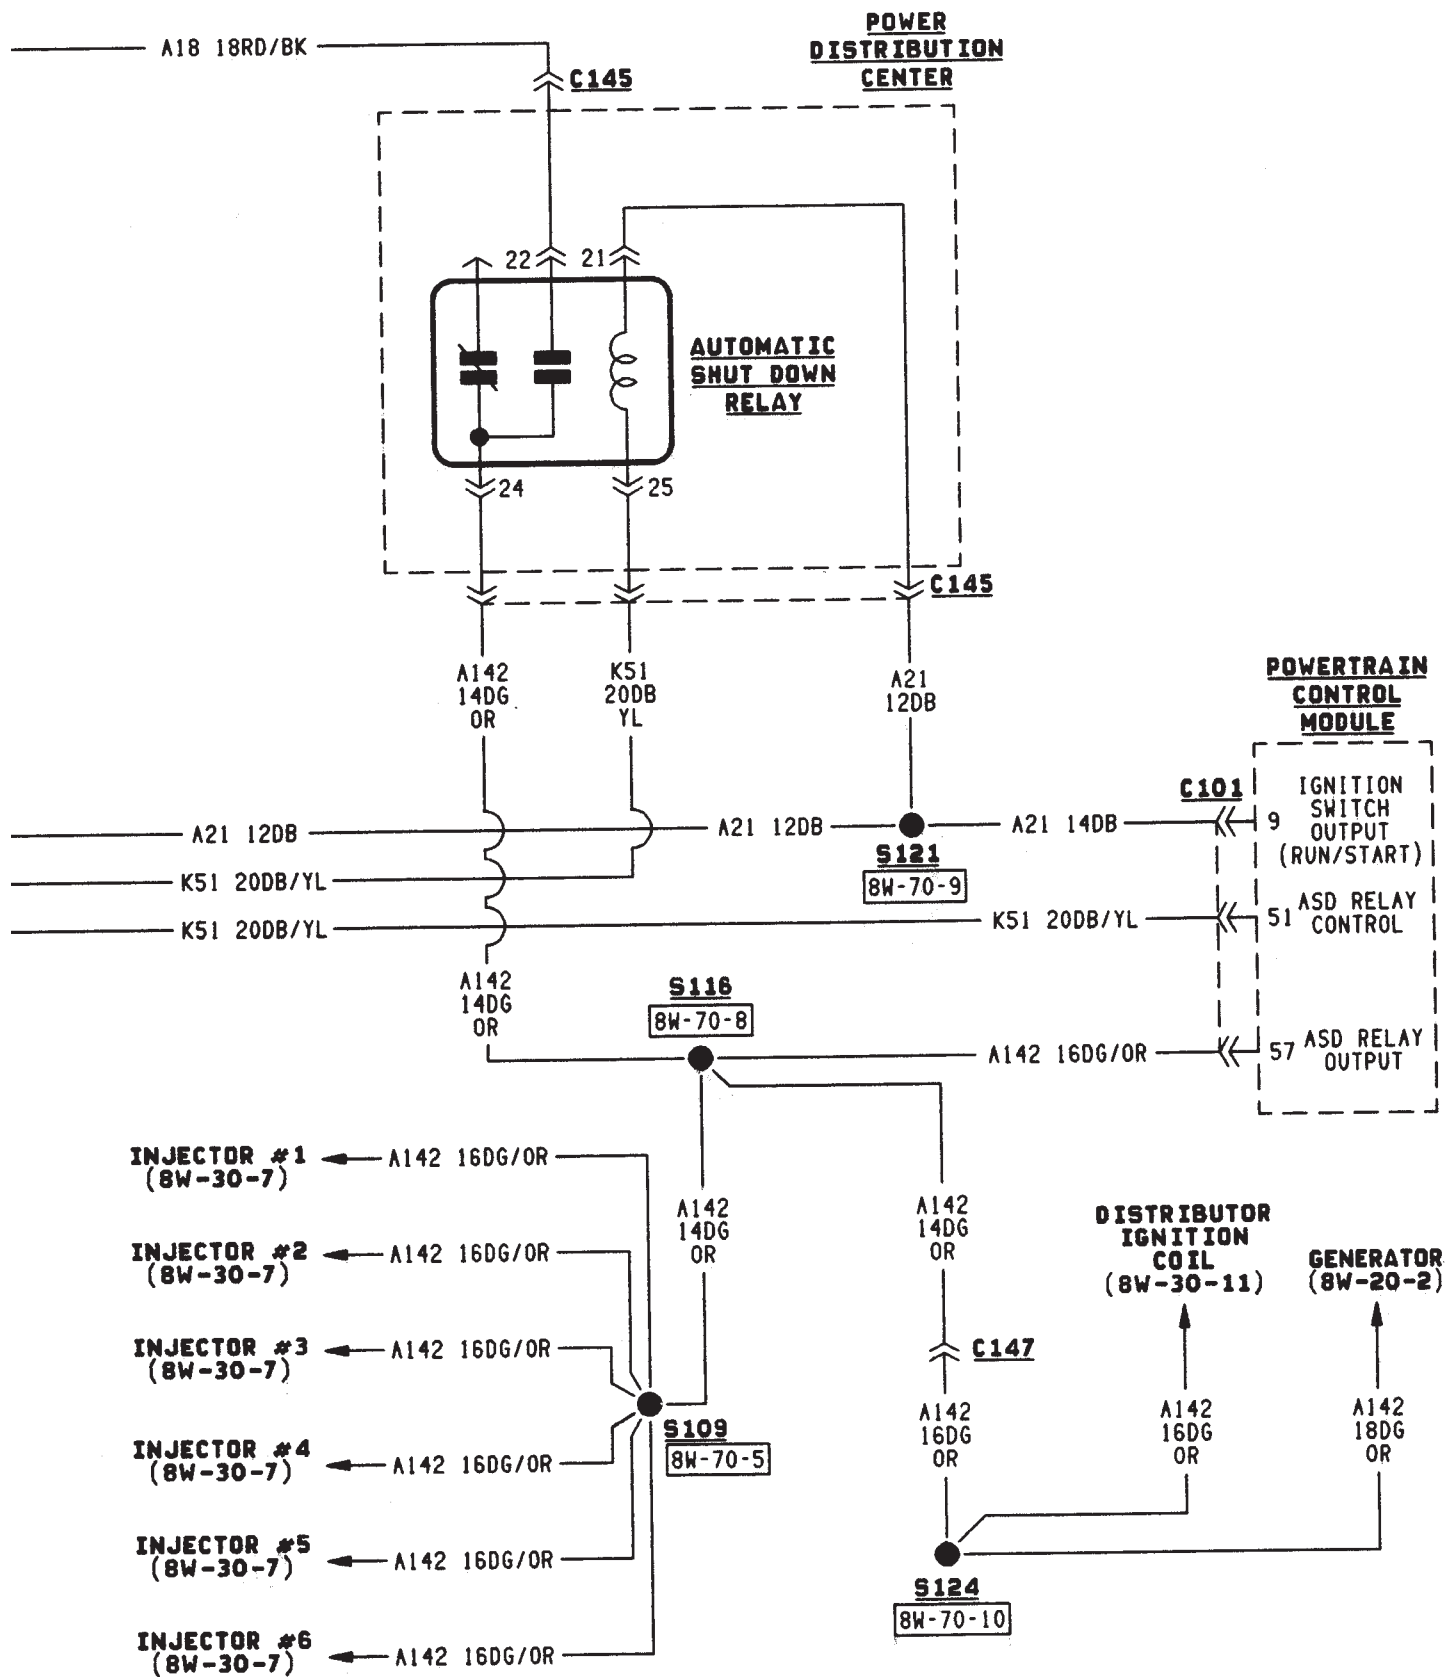 A18 18RD/BK
POWER
DISTRIBUTION
CENTER
C145
22
21
AUTOMATIC
SHUT DOWN
RELAY
24
25
C145
A142
14DG
OR
K51
20DB
YL
A21
12DB
POWERTRAIN
CONTROL
MODULE
C101
A21 12DB
A21 12DB
A21 14DB
9
IGNITION
SWITCH
OUTPUT
(RUN/START)
S121
8W-70-9
K51 20DB/YL
K51 20DB/YL
K51 20DB/YL
51
ASD RELAY
CONTROL
A142
14DG
OR
S116
8W-70-8
A142 16DG/OR
57
ASD RELAY
OUTPUT
INJECTOR #1
(8W-30-7)
A142 16DG/OR
INJECTOR #2
(8W-30-7)
A142 16DG/OR
INJECTOR #3
(8W-30-7)
A142 16DG/OR
INJECTOR #4
(8W-30-7)
A142 16DG/OR
INJECTOR #5
(8W-30-7)
A142 16DG/OR
INJECTOR #6
(8W-30-7)
A142 16DG/OR
A142
14DG
OR
S109
8W-70-5
A142
14DG
OR
C147
A142
16DG
OR
DISTRIBUTOR
IGNITION
COIL
(8W-30-11)
A142
16DG
OR
GENERATOR
(8W-20-2)
A142
18DG
OR
S124
8W-70-10